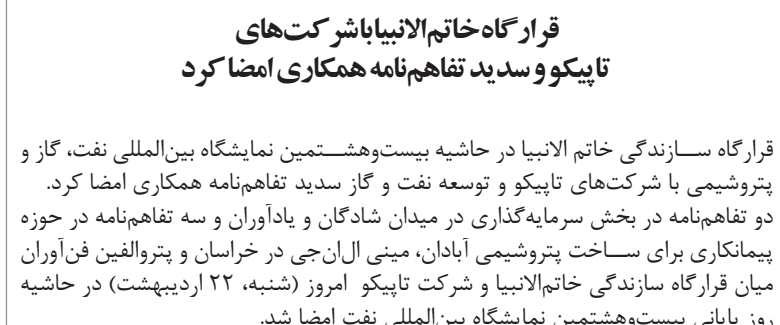 قرارگاه خاتم‌الانبیا با شرکت‌های
تاپیکو و سدید تفاهم‌نامه همکاری امضا کرد
قرارگاه ســازندگی خاتم الانبیا در حاشیه بیست‌وهشــتمین نمایشگاه بین‌المللی نفت، گاز و
پتروشیمی با شرکت‌های تاپیکو و توسعه نفت و گاز سدید تفاهم‌نامه همکاری امضا کرد.
دو تفاهم‌نامه در بخش سرمایه‌گذاری در میدان شادگان و یادآوران و سه تفاهم‌نامه در حوزه
پیمانکاری برای ســاخت پتروشیمی آبادان، مینی ال‌ان‌جی در خراسان و پتروالفین فن‌آوران
میان قرارگاه سازندگی خاتم‌الانبیا و شرکت تاپیکو امروز (شنبه، ۲۲ اردیبهشت) در حاشیه
روز پایانی بیست‌وهشتمین نمایشگاه بین‌المللی نفت امضا شد.